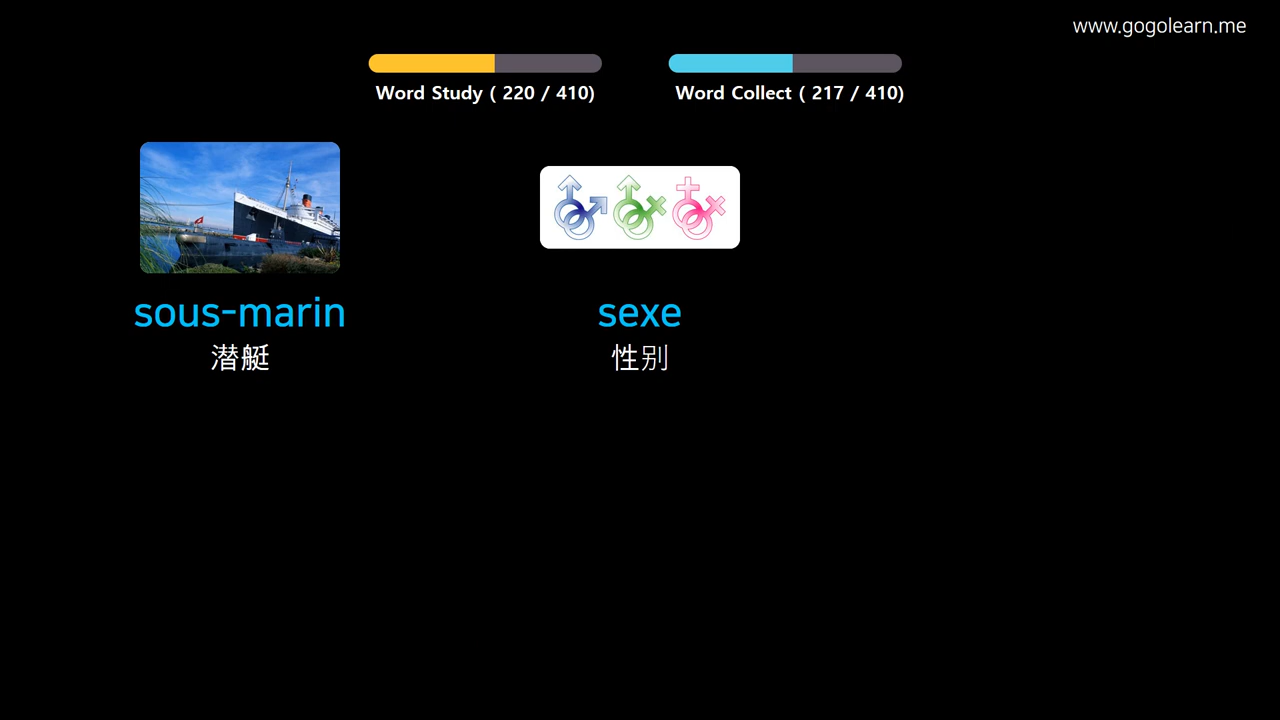 www.gogolearn.me
Word Study ( 220 / 410)
Word Collect ( 217 / 410)
sous-marin
潜艇
sexe
性别